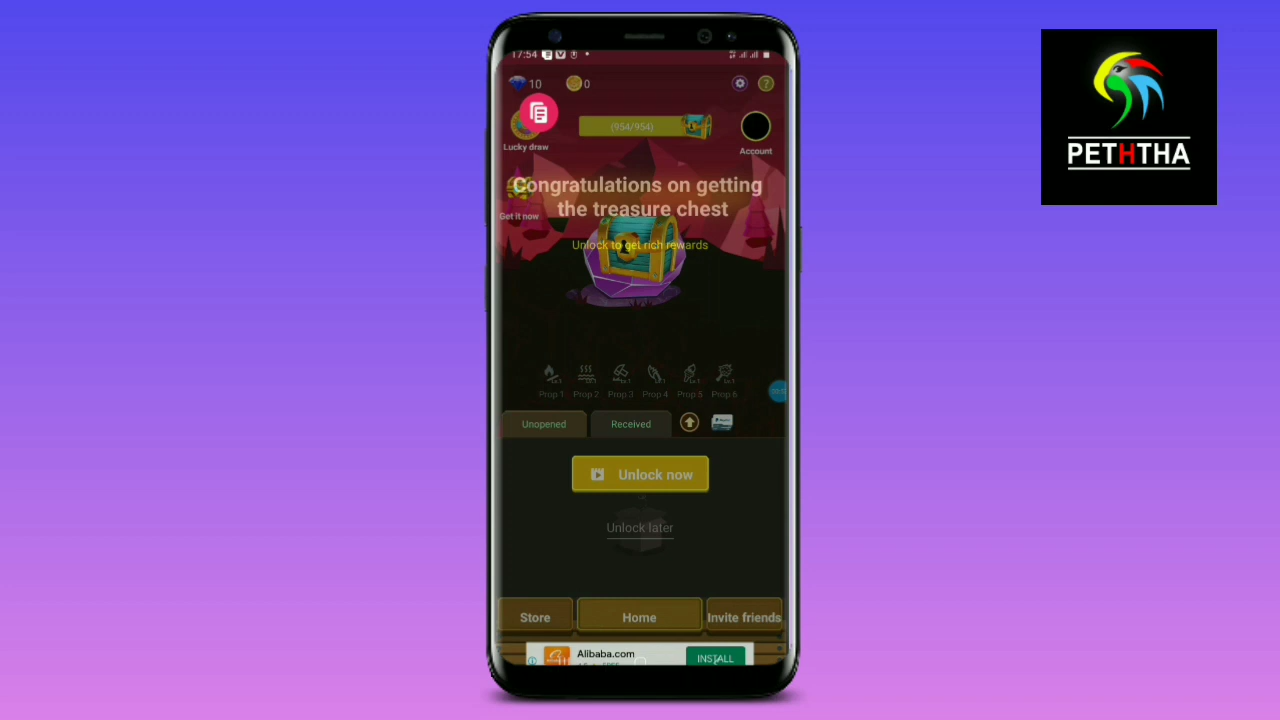 17:54
10
0
Lucky draw
(954/954)
Account
Congratulations on getting
the treasure chest
Get it now
Unlock to get rich rewards
Lv.1
Prop 1
Prop 2
Prop 3
Prop 4
Prop 5
Prop 6
Unopened
Received
Unlock now
Unlock later
Store
Home
Invite friends
Alibaba.com
INSTALL
PETHTHA